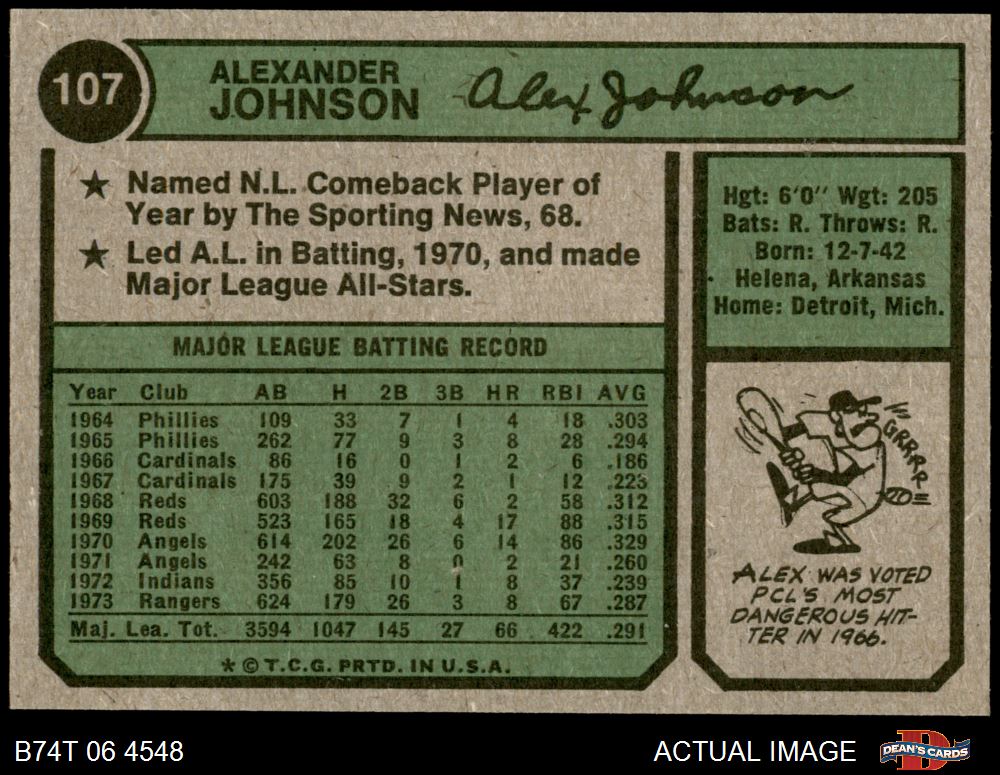 107
ALEXANDER
JOHNSON
Alex Johnson
★ Named N.L. Comeback Player of
Year by The Sporting News, 68.
★ Led A.L. in Batting, 1970, and made
Major League All-Stars.
Hgt: 6'0" Wgt: 205
Bats: R. Throws: R.
Born: 12-7-42
Helena, Arkansas
Home: Detroit, Mich.
MAJOR LEAGUE BATTING RECORD
Year Club AB H 2B 3B HR RBI AVG
1964 Phillies 109 33 7 1 4 18 .303
1965 Phillies 262 77 9 3 8 28 .294
1966 Cardinals 86 16 0 1 2 6 .186
1967 Cardinals 175 39 9 2 1 12 .223
1968 Reds 603 188 32 6 2 58 .312
1969 Reds 523 165 18 4 17 88 .315
1970 Angels 614 202 26 6 14 86 .329
1971 Angels 242 63 8 0 2 21 .260
1972 Indians 356 85 10 1 8 37 .239
1973 Rangers 624 179 26 3 8 67 .287
Maj. Lea. Tot. 3594 1047 145 27 66 422 .291
* © T.C.G. PRTD. IN U.S.A.
GRRRR
ALEX WAS VOTED
PCL'S MOST
DANGEROUS HIT-
TER IN 1966.
B74T 06 4548
ACTUAL IMAGE
D
DEAN'S CARDS